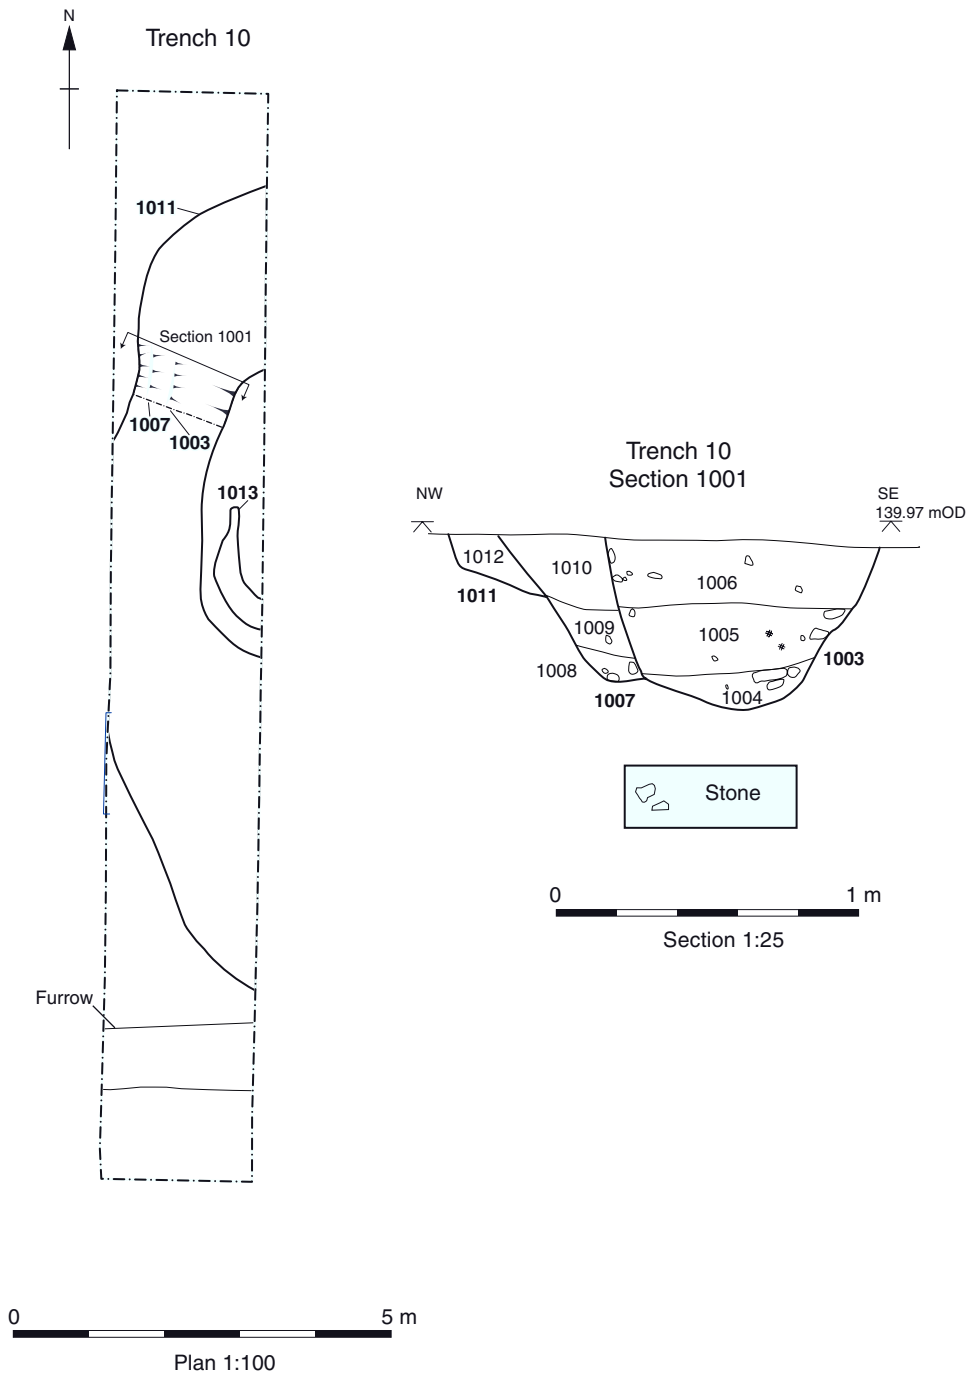 N
Trench 10
1011
Section 1001
1007
1003
1013
Furrow
0 5 m
Plan 1:100
Trench 10
Section 1001
NW
SE
139.97 mOD
1012
1010
1006
1011
1009
1005
1008
1003
1007
1004
Stone
0 1 m
Section 1:25